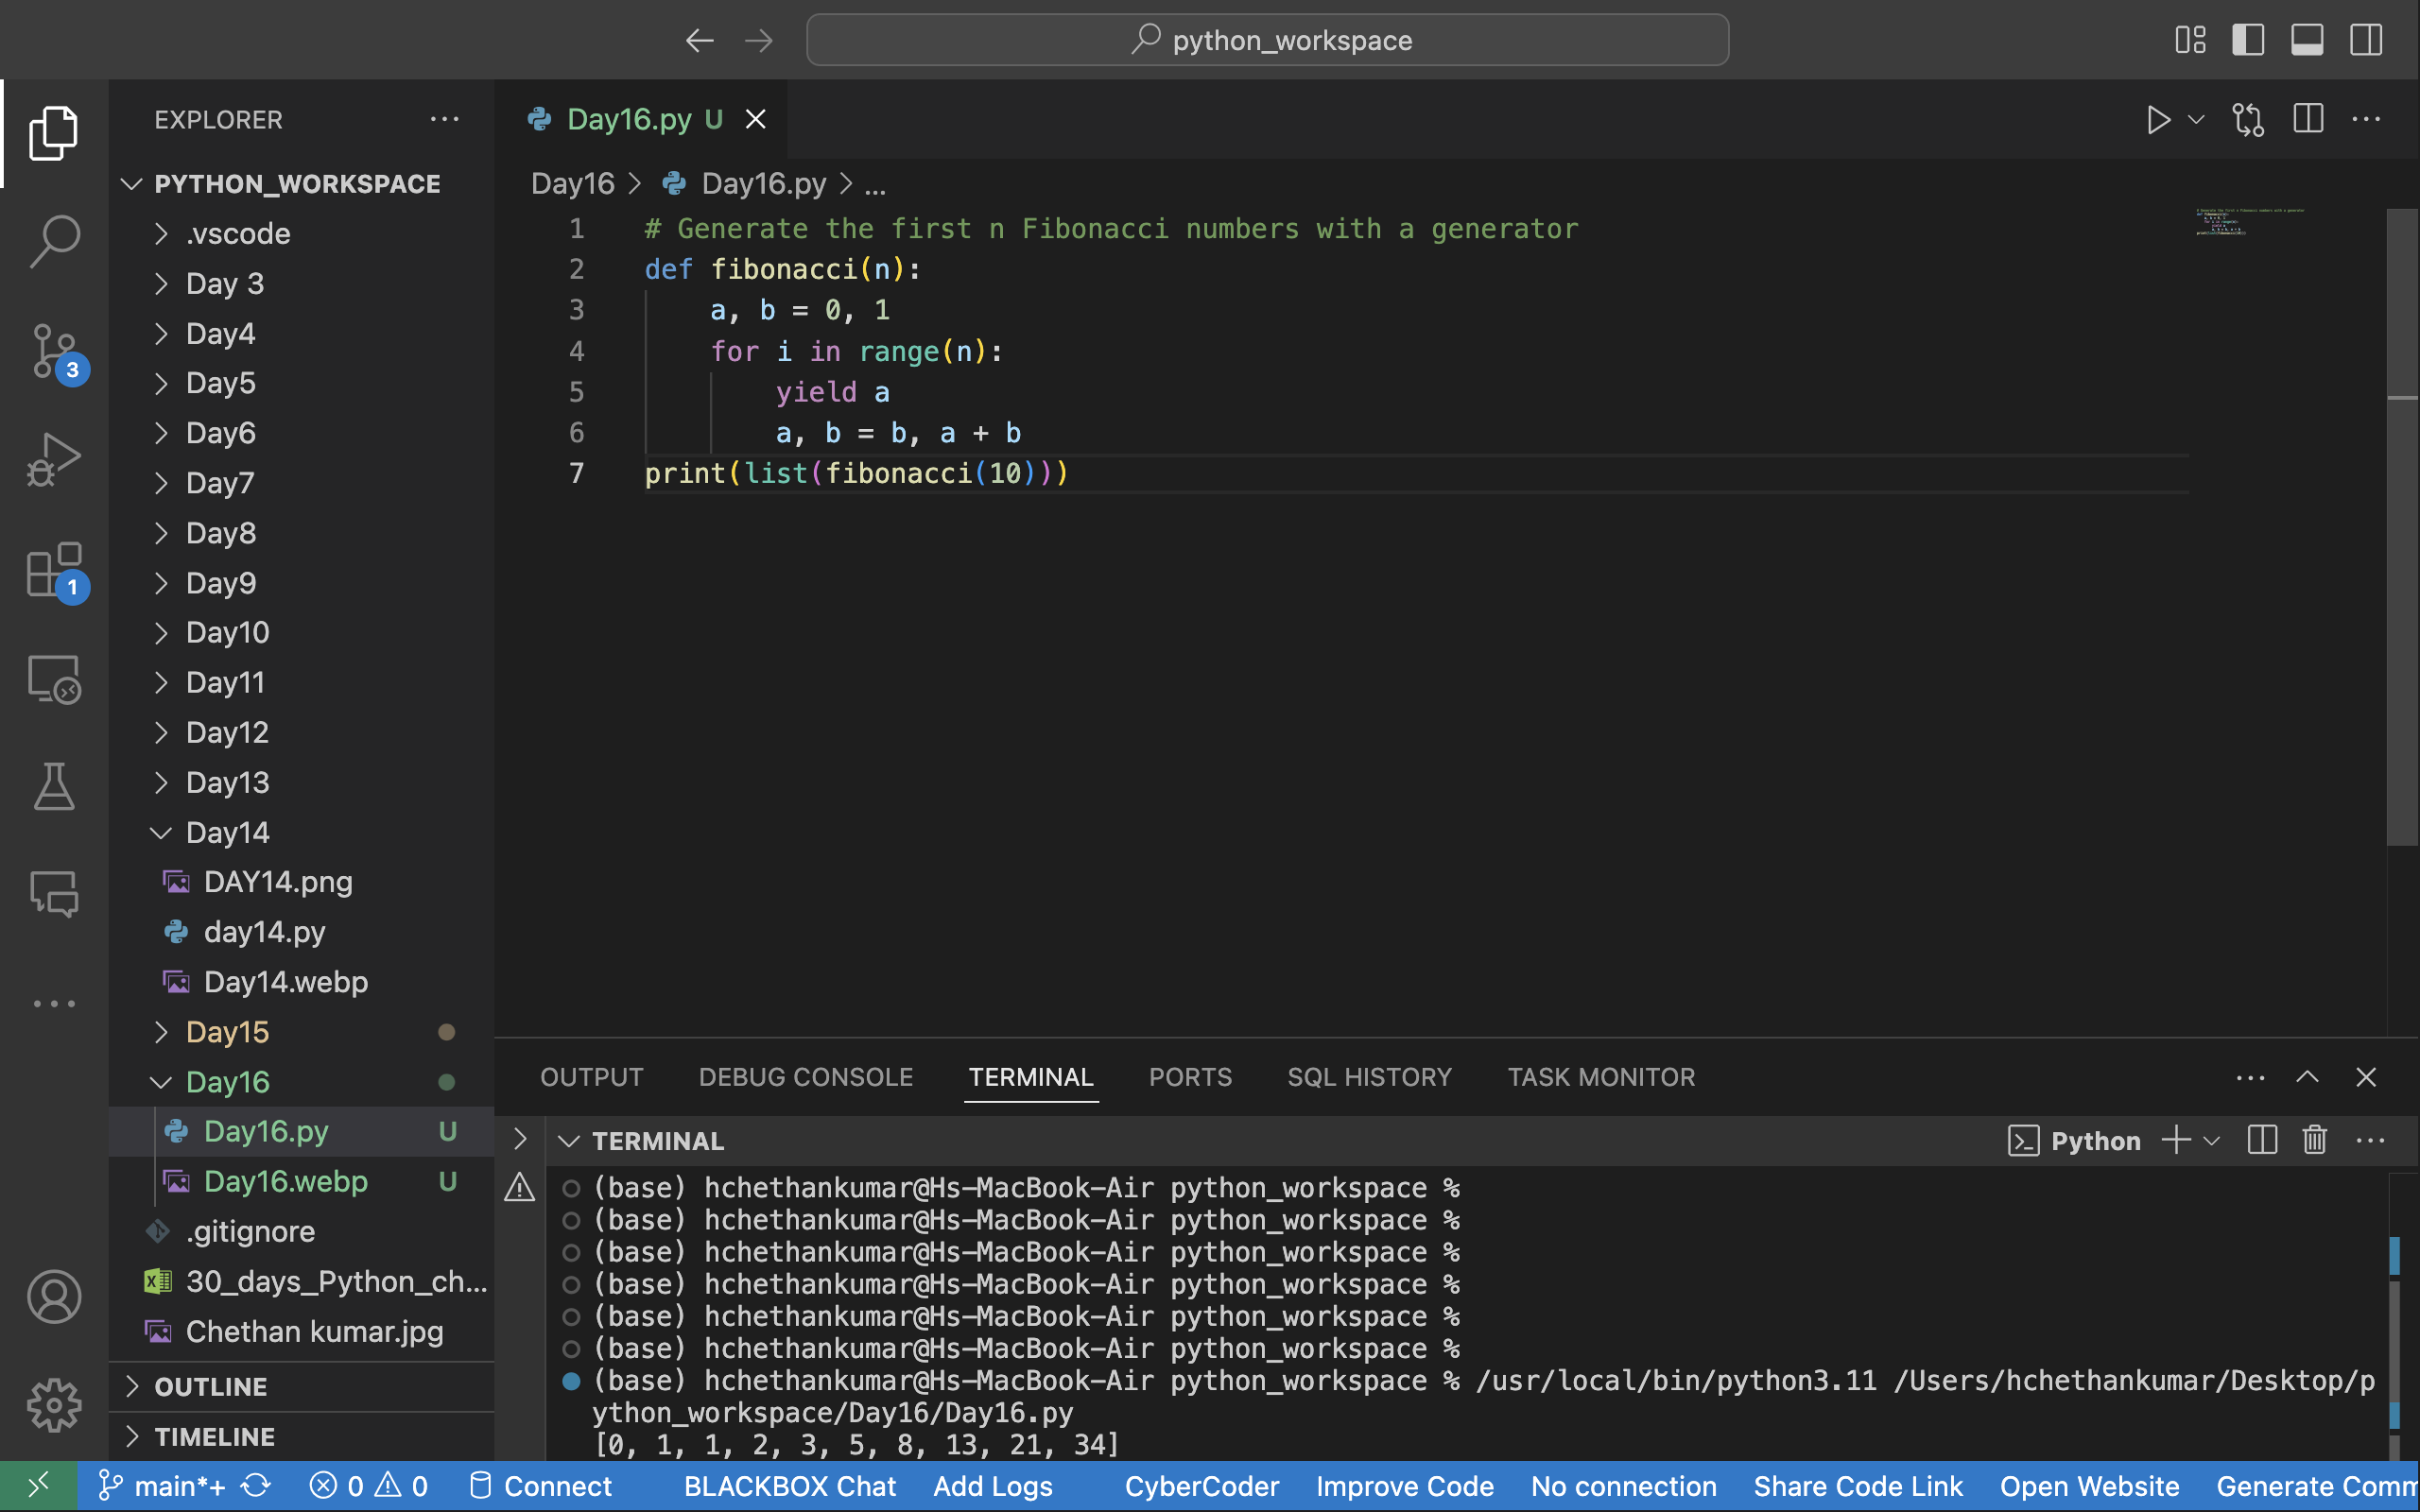 python_workspace
EXPLORER
PYTHON_WORKSPACE
.vscode
Day 3
Day4
Day5
Day6
Day7
Day8
Day9
Day10
Day11
Day12
Day13
Day14
DAY14.png
day14.py
Day14.webp
Day15
Day16
Day16.py U
Day16.webp U
.gitignore
30_days_Python_ch...
Chethan kumar.jpg
OUTLINE
TIMELINE
3
1
Day16.py U
Day16 > Day16.py > ...
1 # Generate the first n Fibonacci numbers with a generator
2 def fibonacci(n):
3 a, b = 0, 1
4 for i in range(n):
5 yield a
6 a, b = b, a + b
7 print(list(fibonacci(10)))
OUTPUT DEBUG CONSOLE TERMINAL PORTS SQL HISTORY TASK MONITOR
TERMINAL Python
(base) hchethankumar@Hs-MacBook-Air python_workspace %
(base) hchethankumar@Hs-MacBook-Air python_workspace %
(base) hchethankumar@Hs-MacBook-Air python_workspace %
(base) hchethankumar@Hs-MacBook-Air python_workspace %
(base) hchethankumar@Hs-MacBook-Air python_workspace %
(base) hchethankumar@Hs-MacBook-Air python_workspace %
(base) hchethankumar@Hs-MacBook-Air python_workspace % /usr/local/bin/python3.11 /Users/hchethankumar/Desktop/p
ython_workspace/Day16/Day16.py
[0, 1, 1, 2, 3, 5, 8, 13, 21, 34]
main*+ 0 0 Connect BLACKBOX Chat Add Logs CyberCoder Improve Code No connection Share Code Link Open Website Generate Comm